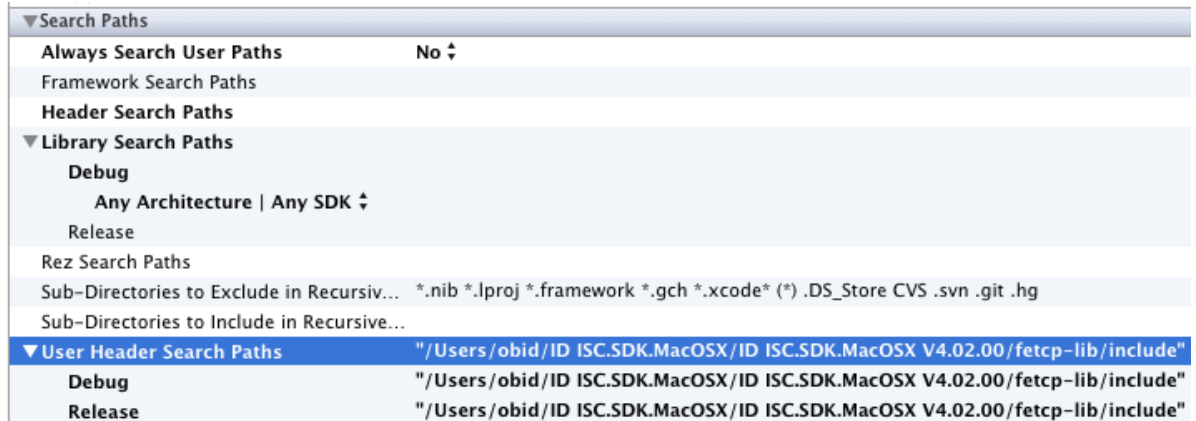 Search Paths
Always Search User Paths No
Framework Search Paths
Header Search Paths
Library Search Paths
Debug
Any Architecture | Any SDK
Release
Rez Search Paths
Sub-Directories to Exclude in Recursiv... *.nib *.lproj *.framework *.gch *.xcode* (*) .DS_Store CVS .svn .git .hg
Sub-Directories to Include in Recursive...
User Header Search Paths "/Users/obid/ID ISC.SDK.MacOSX/ID ISC.SDK.MacOSX V4.02.00/fetcp-lib/include"
Debug "/Users/obid/ID ISC.SDK.MacOSX/ID ISC.SDK.MacOSX V4.02.00/fetcp-lib/include"
Release "/Users/obid/ID ISC.SDK.MacOSX/ID ISC.SDK.MacOSX V4.02.00/fetcp-lib/include"